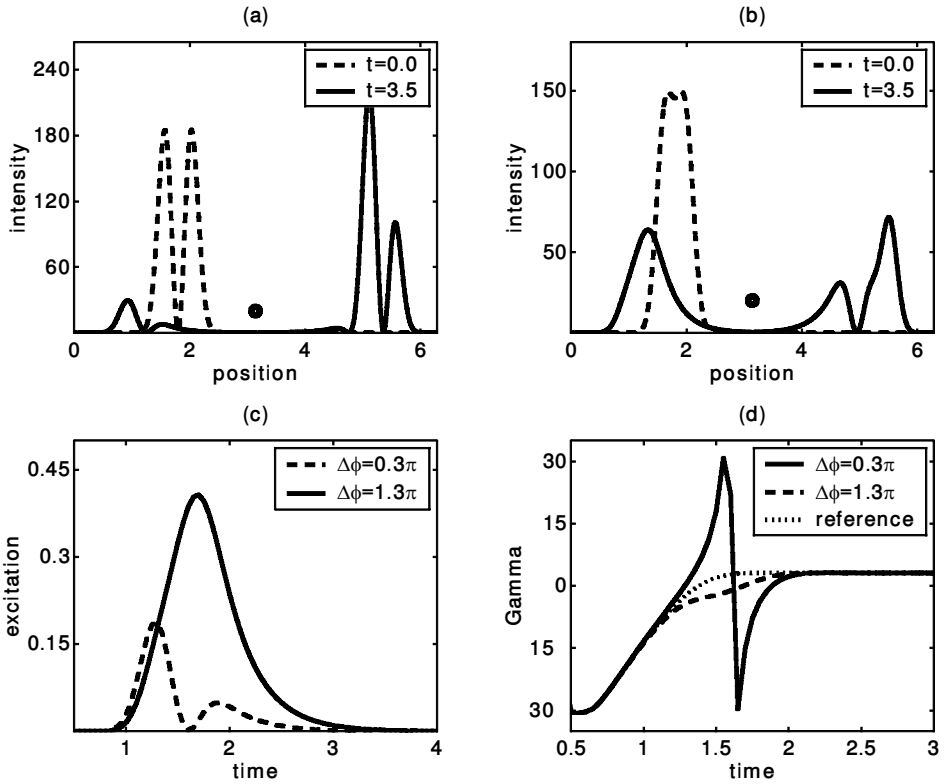 (a)
240
180
120
60
intensity
t=0.0
t=3.5
0 2 4 6
position
(b)
150
100
50
intensity
t=0.0
t=3.5
0 2 4 6
position
(c)
0.45
0.3
0.15
excitation
Δϕ=0.3π
Δϕ=1.3π
1 2 3 4
time
(d)
30
15
0
15
30
Gamma
Δϕ=0.3π
Δϕ=1.3π
reference
0.5 1 1.5 2 2.5 3
time